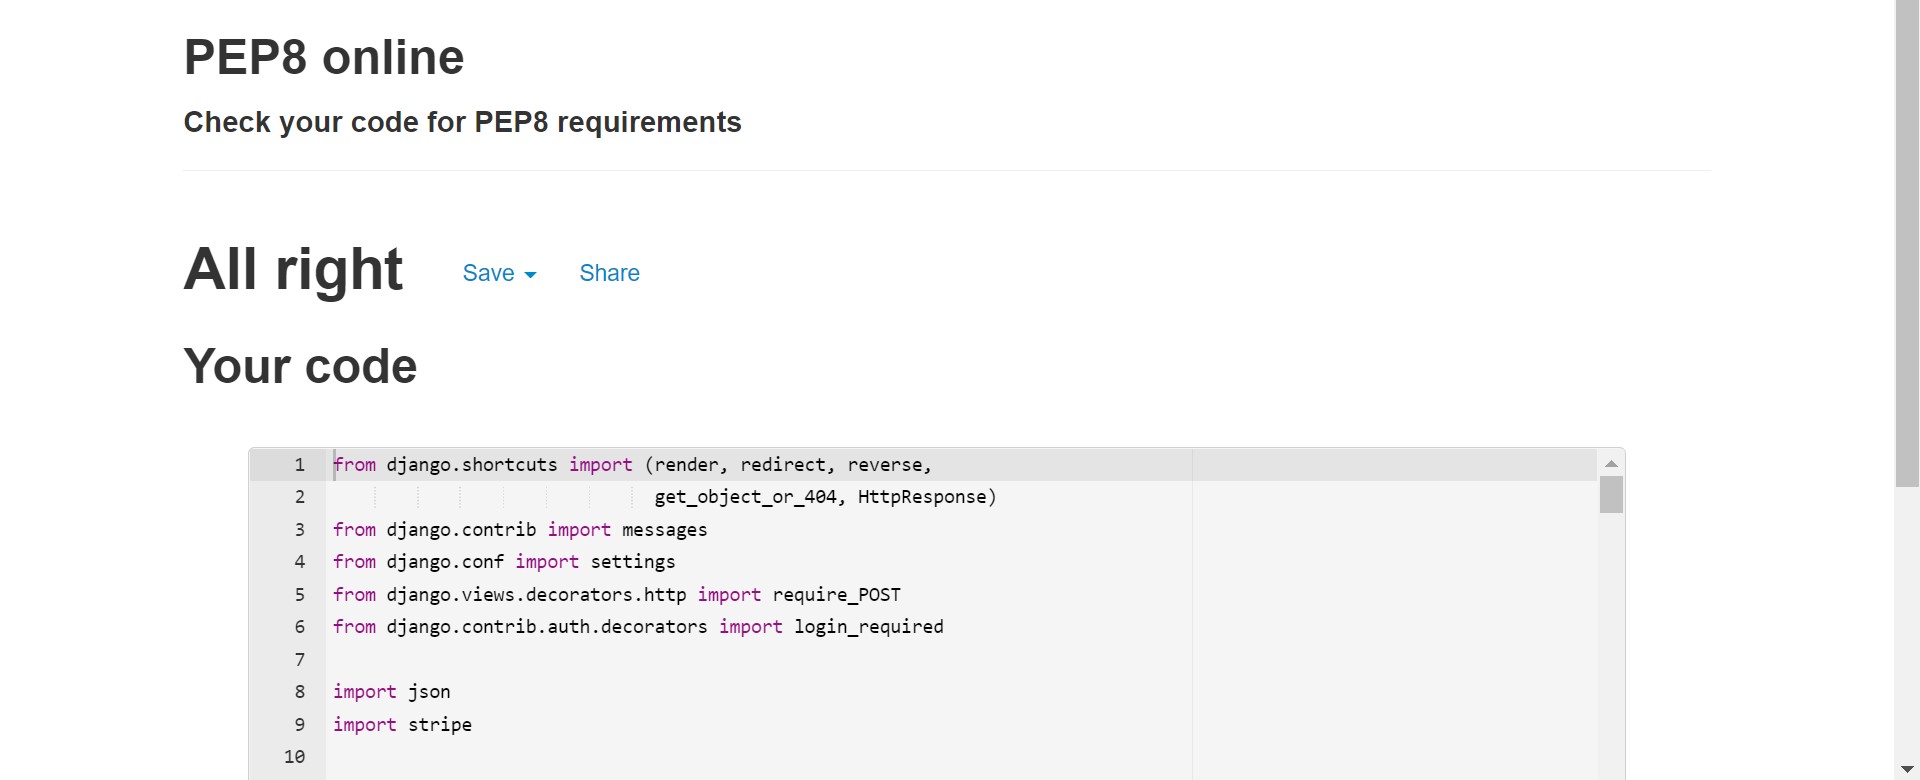 PEP8 online
Check your code for PEP8 requirements
All right Save Share
Your code
1 from django.shortcuts import (render, redirect, reverse,
2 get_object_or_404, HttpResponse)
3 from django.contrib import messages
4 from django.conf import settings
5 from django.views.decorators.http import require_POST
6 from django.contrib.auth.decorators import login_required
7
8 import json
9 import stripe
10